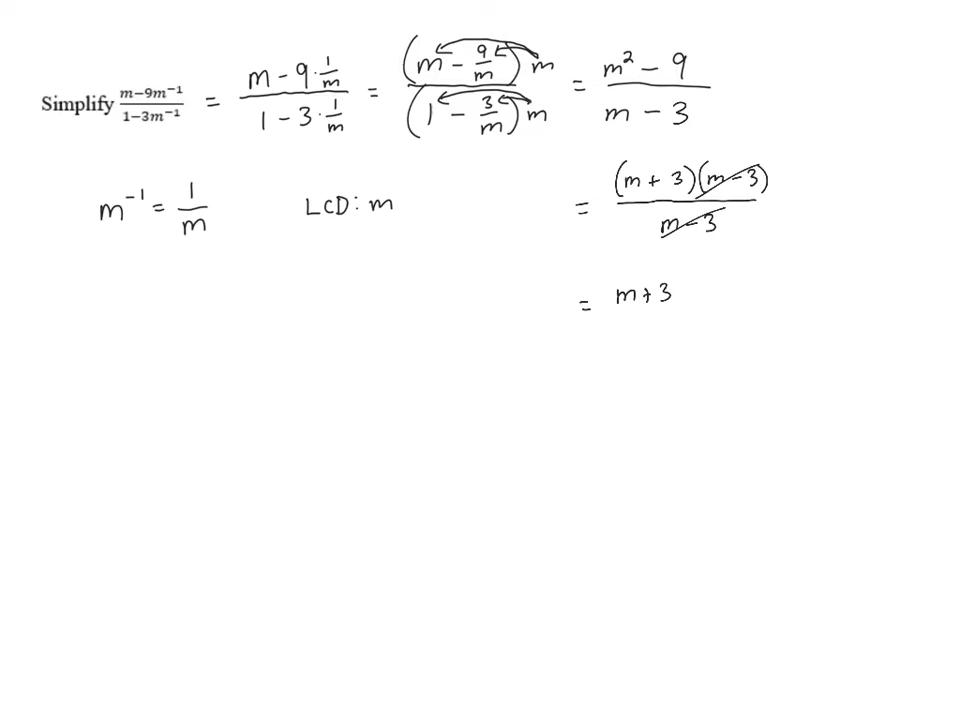 Simplify (m−9m⁻¹)/(1−3m⁻¹) = (m − 9 · 1/m)/(1 − 3 · 1/m) = ((m − 9/m) m)/((1 − 3/m) m) = (m² − 9)/(m − 3)
m⁻¹ = 1/m LCD: m = (m + 3)(m − 3)/(m − 3)
= m + 3